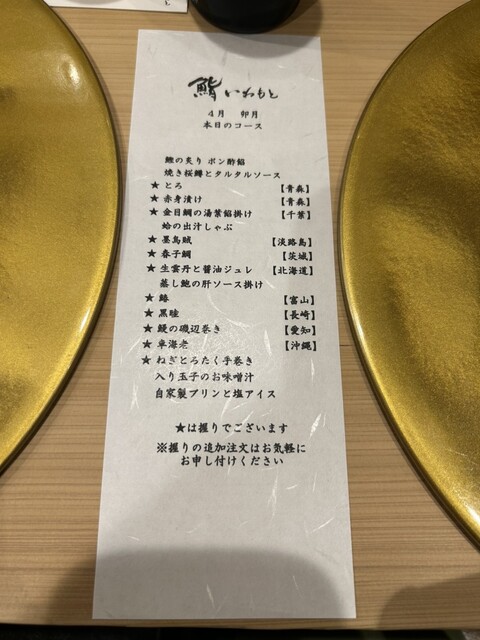 鮨 いわもと
4月 卯月
本日のコース
鰹の炙り ポン酢餡
焼き桜鱒とタルタルソース
★ とろ 【青森】
★ 赤身漬け 【青森】
★ 金目鯛の湯葉餡掛け 【千葉】
蛤の出汁しゃぶ
★ 墨烏賊 【淡路島】
★ 春子鯛 【茨城】
★ 生雲丹と醤油ジュレ 【北海道】
蒸し鮑の肝ソース掛け
★ 鰆 【富山】
★ 黒睦 【長崎】
★ 鰻の磯辺巻き 【愛知】
★ 車海老 【沖縄】
★ ねぎとろたく手巻き
入り玉子のお味噌汁
自家製プリンと塩アイス
★は握りでございます
※握りの追加注文はお気軽に
お申し付けください